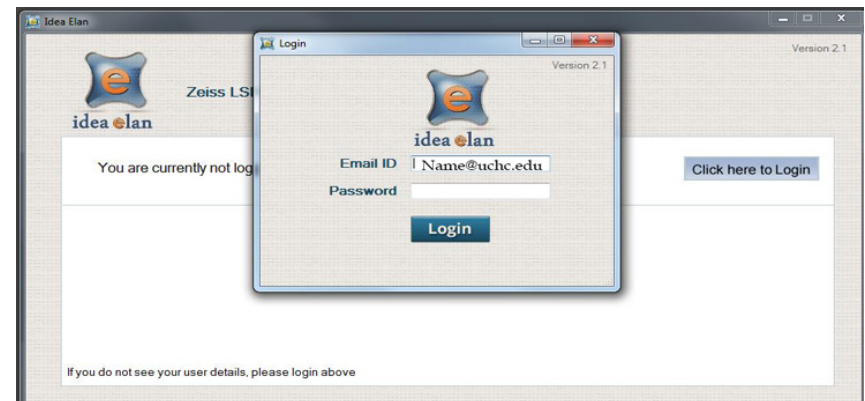 Idea Elan
Version 2.1
idea elan
Zeiss LS
You are currently not log
Click here to Login
If you do not see your user details, please login above
Login
Version 2.1
idea elan
Email ID Name@uchc.edu
Password
Login